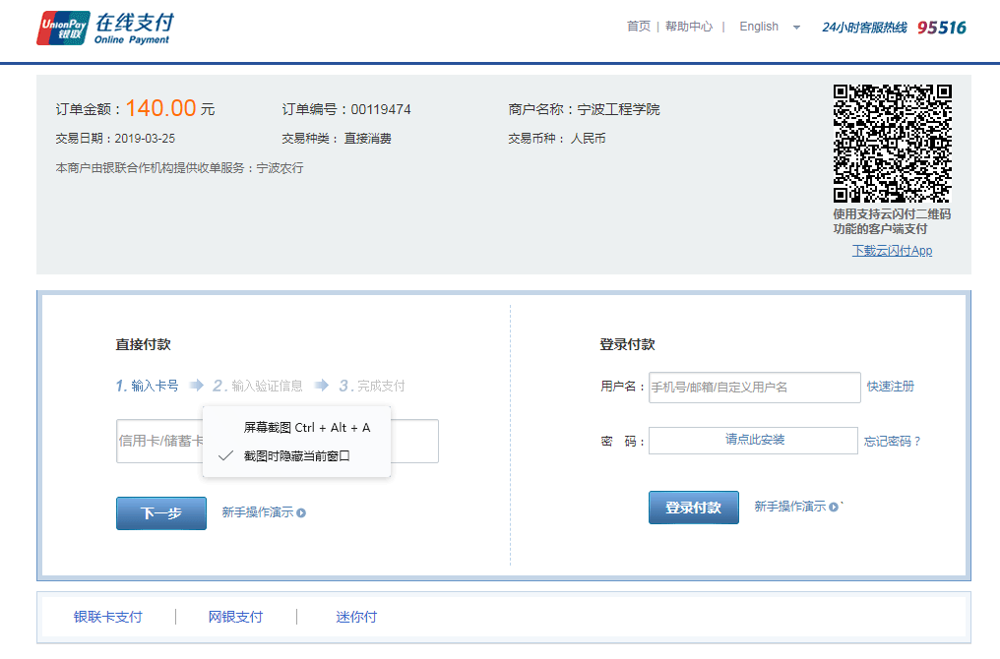 UnionPay 银联 在线支付 Online Payment
首页 | 帮助中心 | English 24小时客服热线 95516
订单金额：140.00 元 订单编号：00119474 商户名称：宁波工程学院
交易日期：2019-03-25 交易种类： 直接消费 交易币种： 人民币
本商户由银联合作机构提供收单服务：宁波农行
使用支持云闪付二维码
功能的客户端支付
下载云闪付App
直接付款
1. 输入卡号 2. 输入验证信息 3. 完成支付
信用卡/储蓄卡
屏幕截图 Ctrl + Alt + A
截图时隐藏当前窗口
下一步 新手操作演示
登录付款
用户名： 手机号/邮箱/自定义用户名 快速注册
密 码： 请点此安装 忘记密码？
登录付款 新手操作演示 `
银联卡支付 | 网银支付 | 迷你付